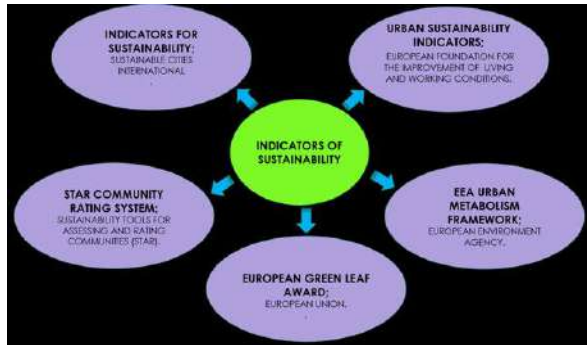 INDICATORS FOR
SUSTAINABILITY;
SUSTAINABLE CITIES
INTERNATIONAL
.
URBAN SUSTAINABILITY
INDICATORS;
EUROPEAN FOUNDATION FOR
THE IMPROVEMENT OF LIVING
AND WORKING CONDITIONS.
INDICATORS OF
SUSTAINABILITY
STAR COMMUNITY
RATING SYSTEM;
SUSTAINABILITY TOOLS FOR
ASSESSING AND RATING
COMMUNITIES (STAR).
EEA URBAN
METABOLISM
FRAMEWORK;
EUROPEAN ENVIRONMENT
AGENCY.
EUROPEAN GREEN LEAF
AWARD;
EUROPEAN UNION.
.